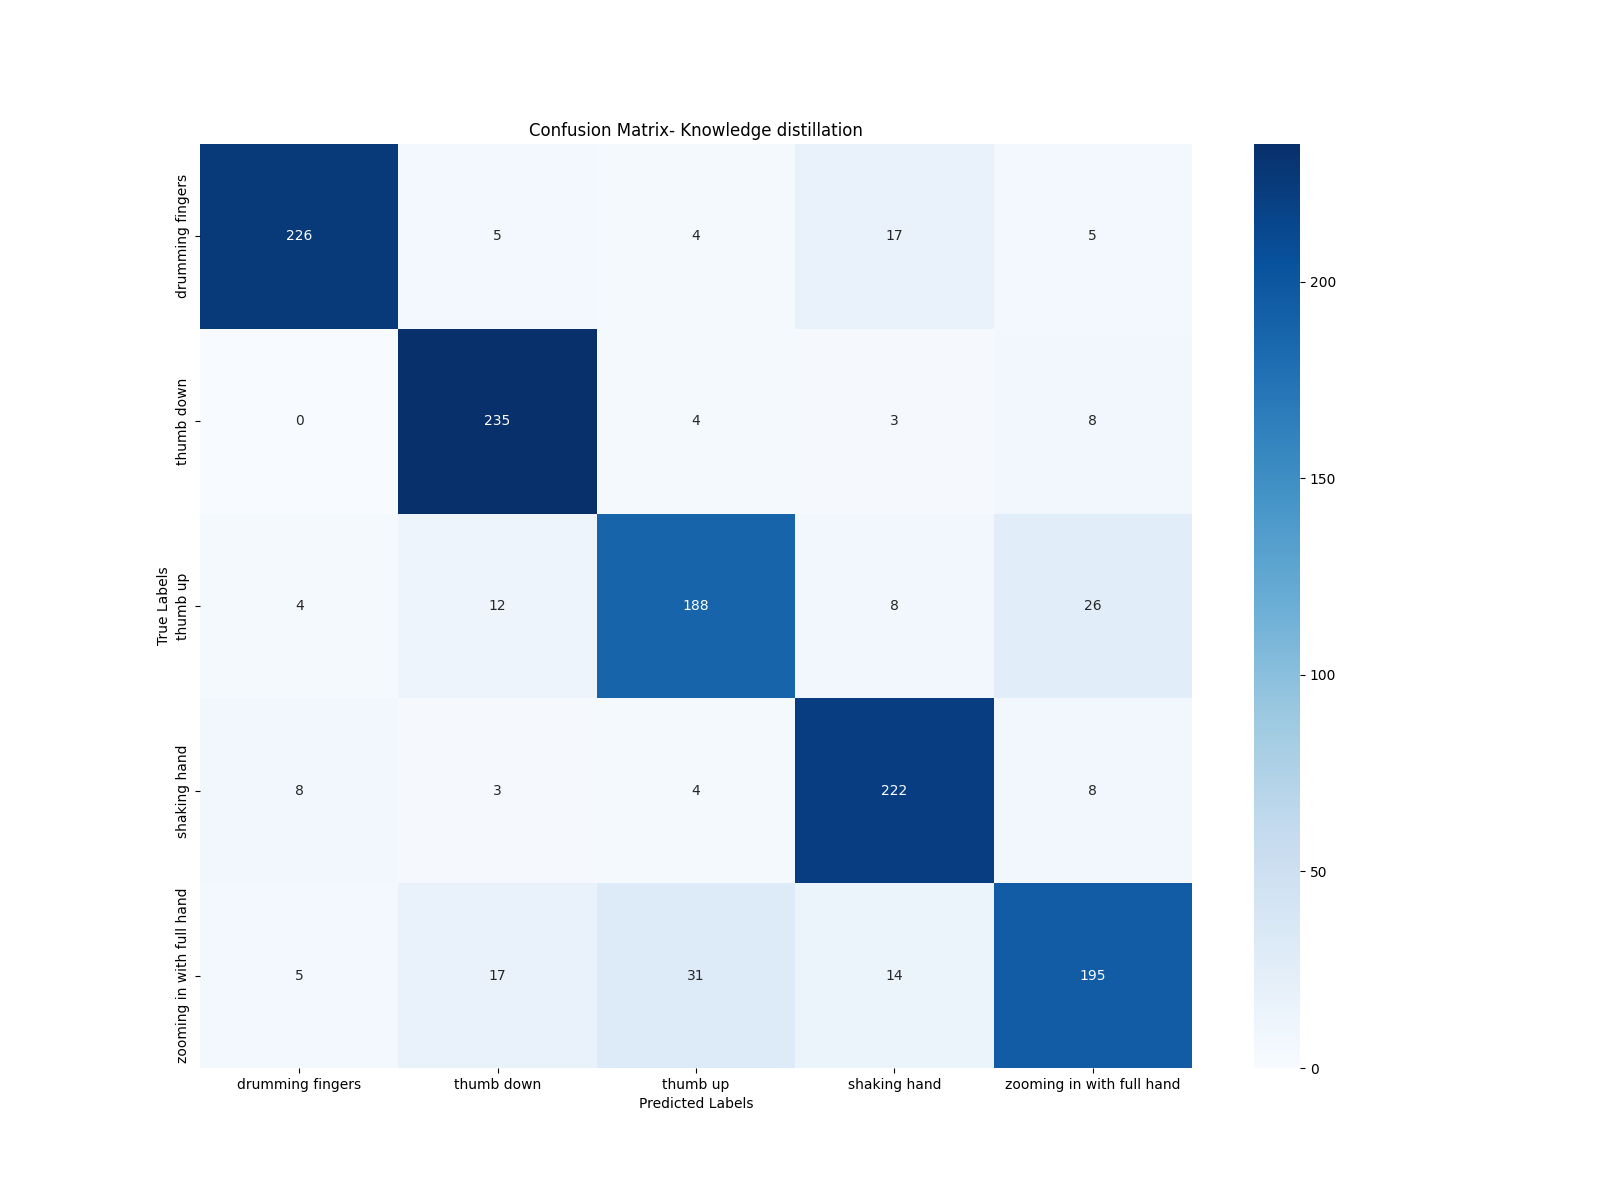 Confusion Matrix- Knowledge distillation
drumming fingers
226 5 4 17 5
thumb down
0 235 4 3 8
True Labels
thumb up
4 12 188 8 26
shaking hand
8 3 4 222 8
zooming in with full hand
5 17 31 14 195
drumming fingers thumb down thumb up shaking hand zooming in with full hand
Predicted Labels
200
150
100
50
0